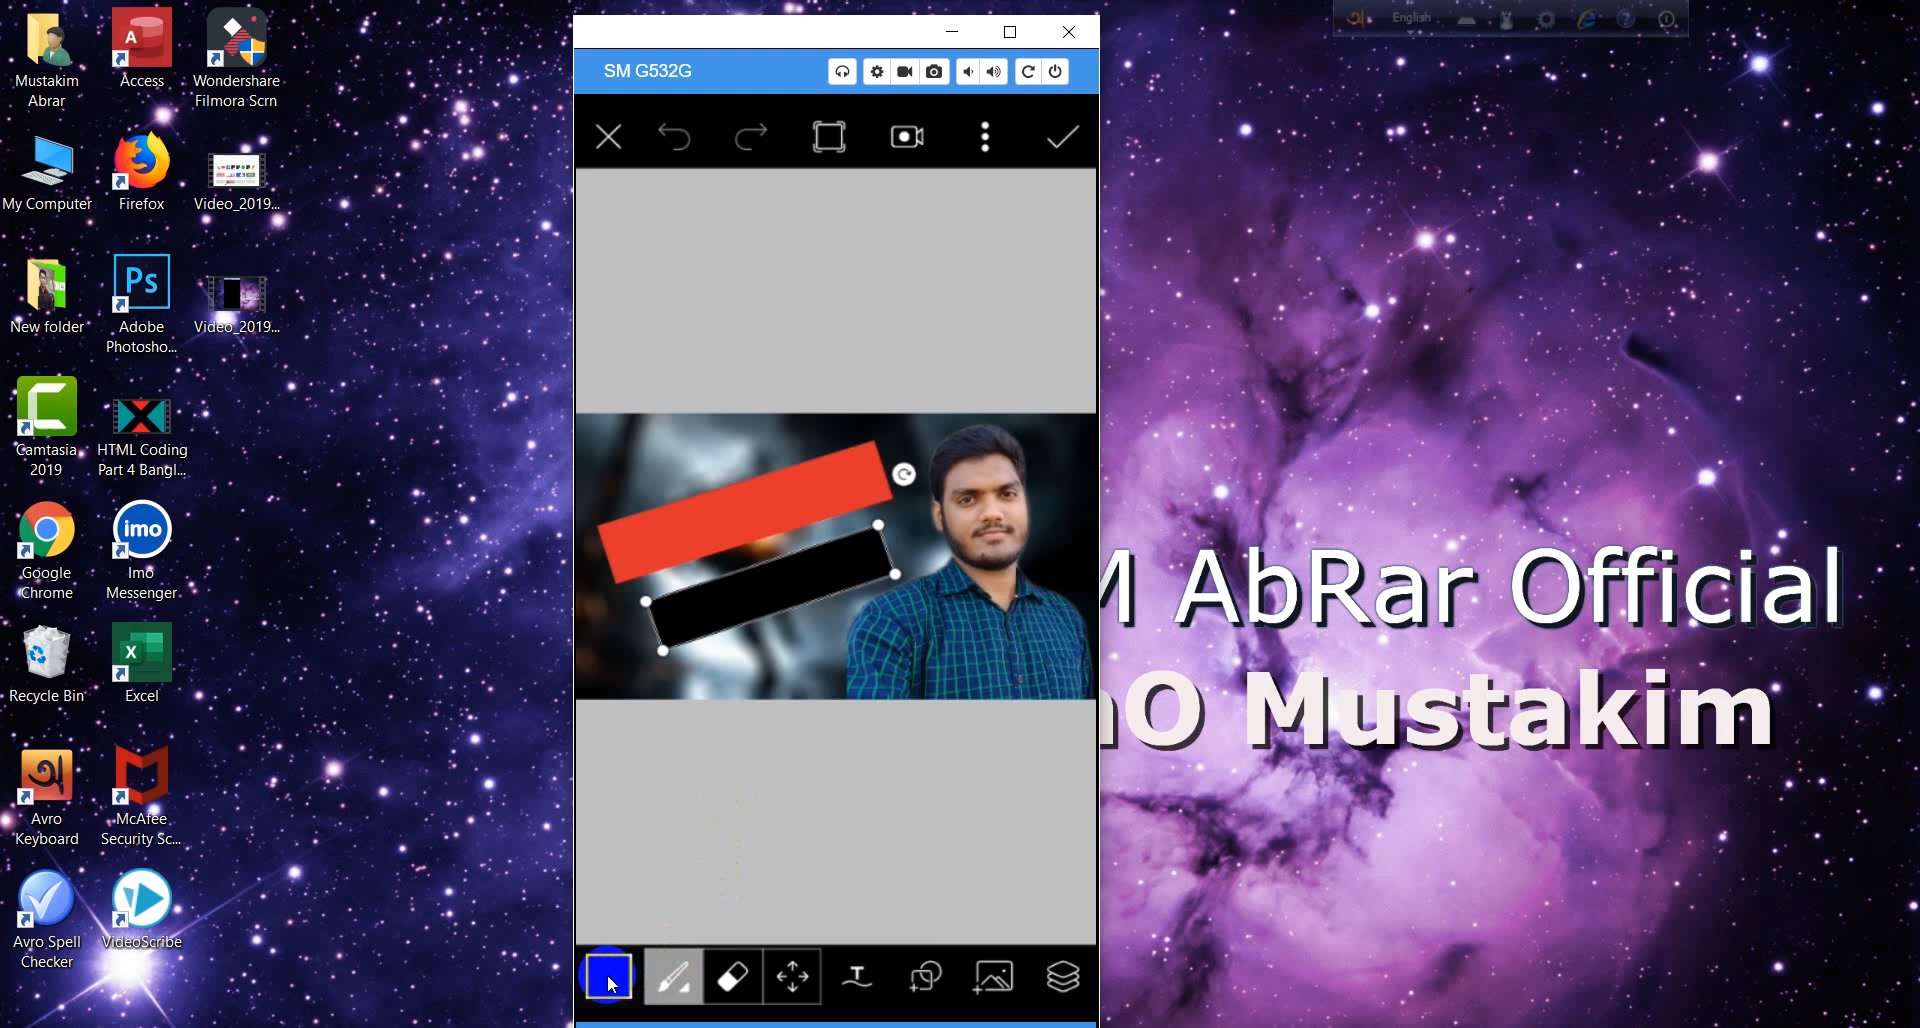 Mustakim
Abrar
Access
Wondershare
Filmora Scrn
My Computer
Firefox
Video_2019...
New folder
Adobe
Photosho...
Video_2019...
Camtasia
2019
HTML Coding
Part 4 Bangl...
Google
Chrome
imo
Imo
Messenger
Recycle Bin
Excel
Avro
Keyboard
McAfee
Security Sc...
Avro Spell
Checker
VideoScribe
SM G532G
English
AbRar Official
O Mustakim
A
Ps
X
অ
T